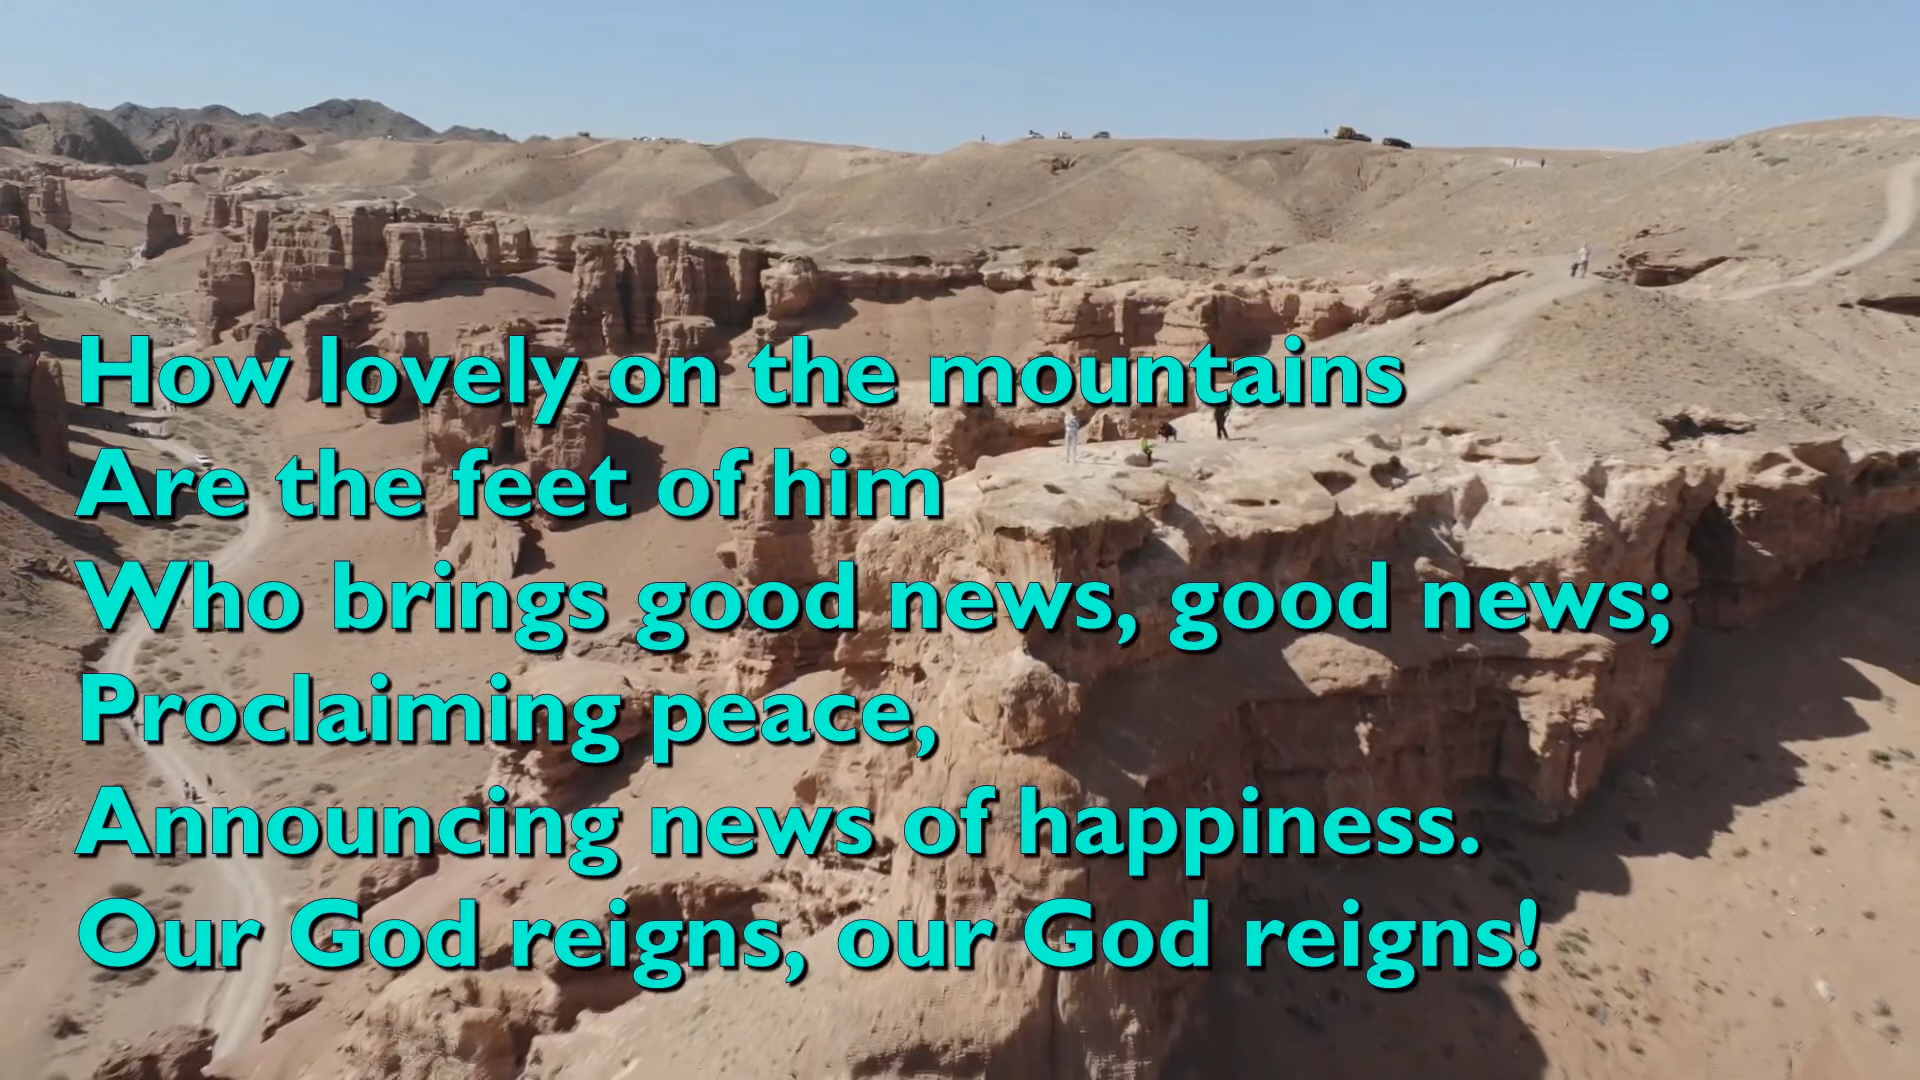 How lovely on the mountains
Are the feet of him
Who brings good news, good news;
Proclaiming peace,
Announcing news of happiness.
Our God reigns, our God reigns!